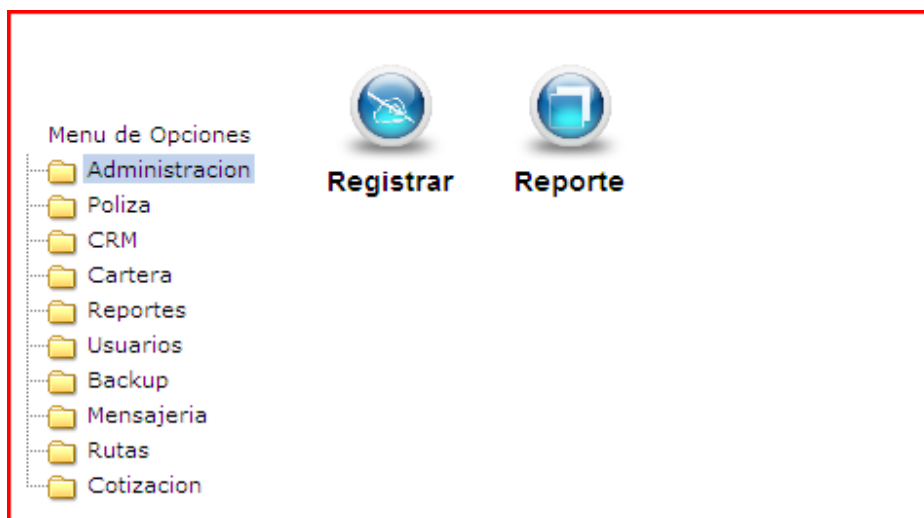 Menu de Opciones
Administracion
Poliza
CRM
Cartera
Reportes
Usuarios
Backup
Mensajeria
Rutas
Cotizacion
Registrar
Reporte